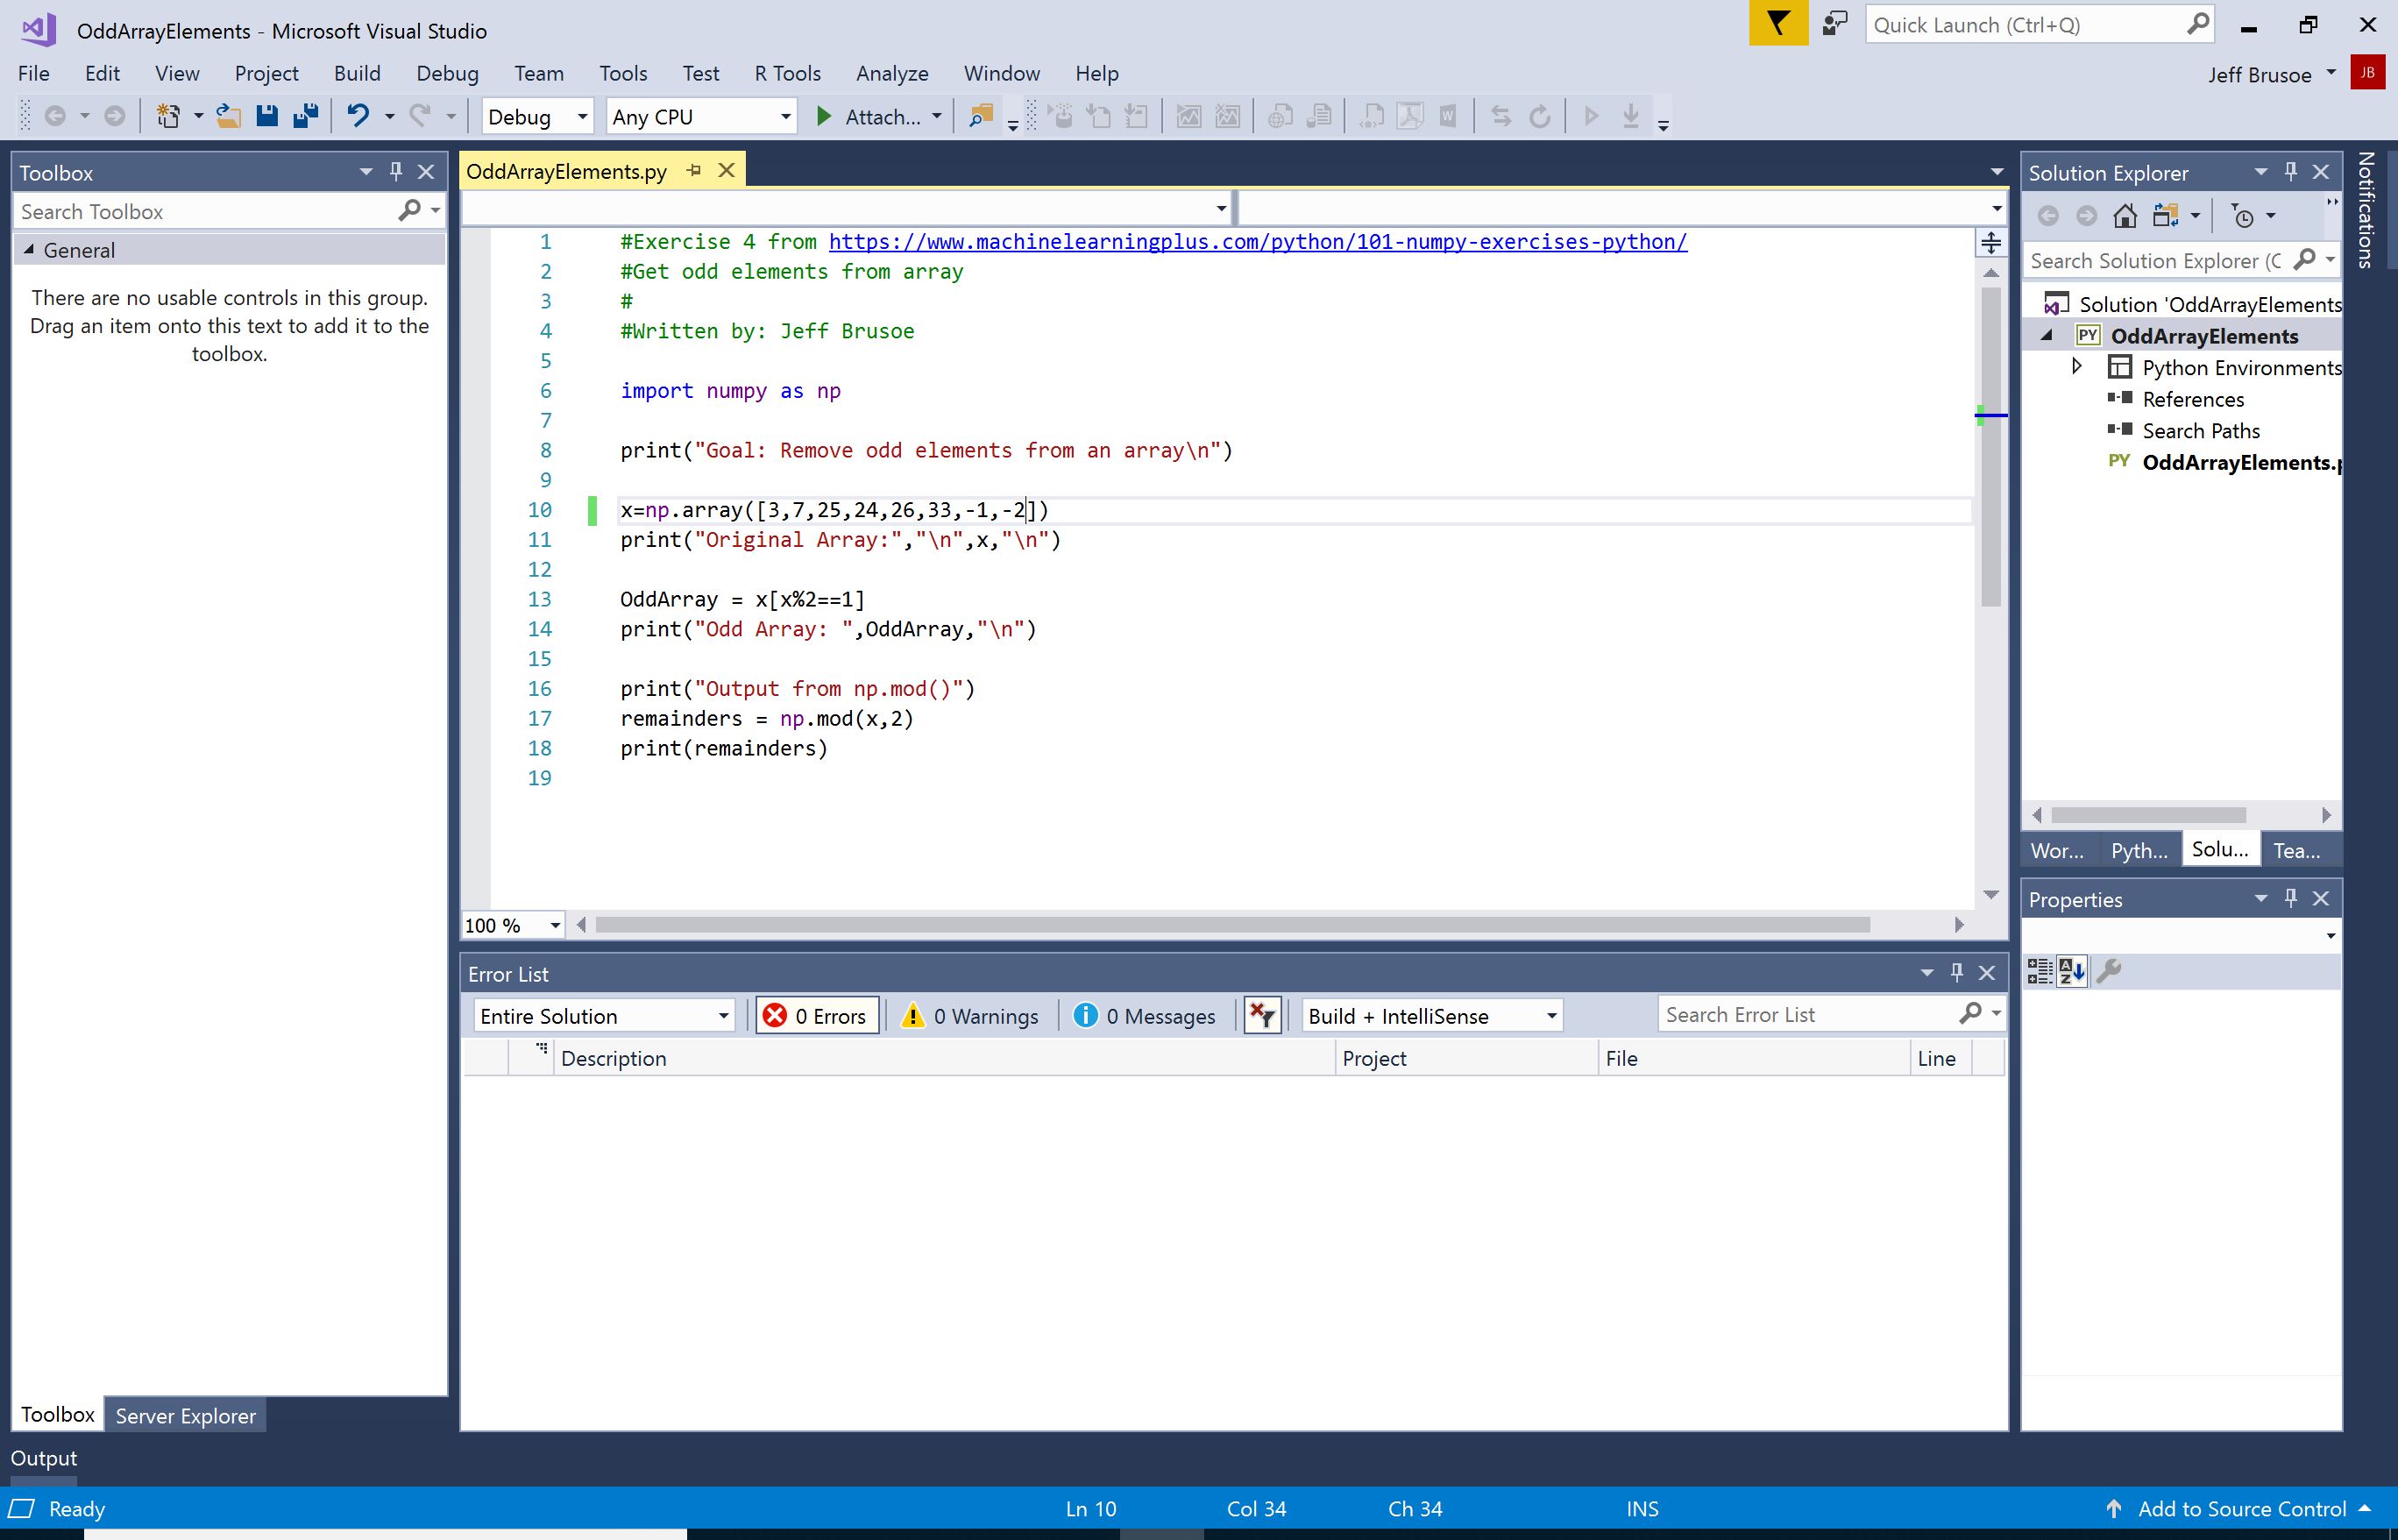 OddArrayElements - Microsoft Visual Studio
Quick Launch (Ctrl+Q)
File Edit View Project Build Debug Team Tools Test R Tools Analyze Window Help
Jeff Brusoe JB
Debug Any CPU Attach...
Toolbox
Search Toolbox
General
There are no usable controls in this group.
Drag an item onto this text to add it to the
toolbox.
Toolbox Server Explorer
OddArrayElements.py
1 #Exercise 4 from https://www.machinelearningplus.com/python/101-numpy-exercises-python/
2 #Get odd elements from array
3 #
4 #Written by: Jeff Brusoe
5
6 import numpy as np
7
8 print("Goal: Remove odd elements from an array\n")
9
10 x=np.array([3,7,25,24,26,33,-1,-2])
11 print("Original Array:","\n",x,"\n")
12
13 OddArray = x[x%2==1]
14 print("Odd Array: ",OddArray,"\n")
15
16 print("Output from np.mod()")
17 remainders = np.mod(x,2)
18 print(remainders)
19
100 %
Error List
Entire Solution 0 Errors 0 Warnings 0 Messages Build + IntelliSense Search Error List
Description Project File Line
Solution Explorer
Search Solution Explorer (C
Solution 'OddArrayElements
PY OddArrayElements
Python Environments
References
Search Paths
PY OddArrayElements.p
Wor... Pyth... Solu... Tea...
Properties
Notifications
Output
Ready Ln 10 Col 34 Ch 34 INS Add to Source Control